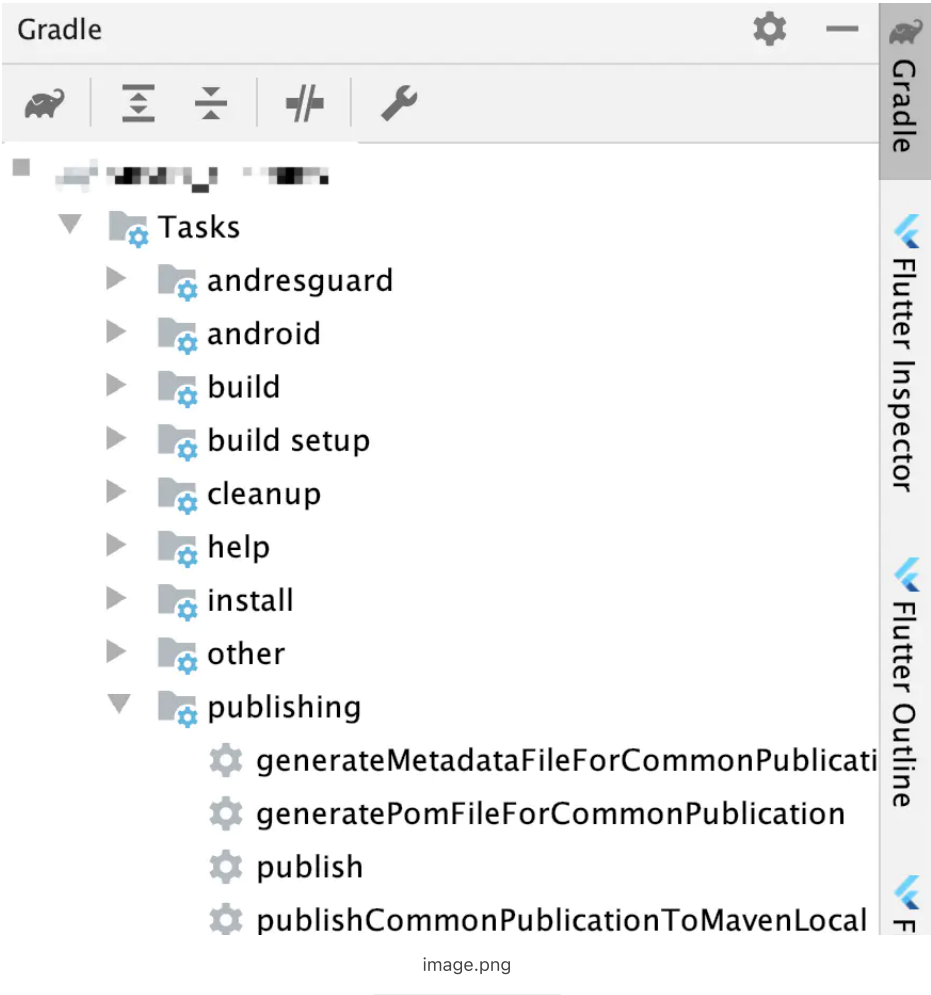 Gradle
Tasks
andresguard
android
build
build setup
cleanup
help
install
other
publishing
generateMetadataFileForCommonPublicati
generatePomFileForCommonPublication
publish
publishCommonPublicationToMavenLocal
Gradle
Flutter Inspector
Flutter Outline
F
image.png